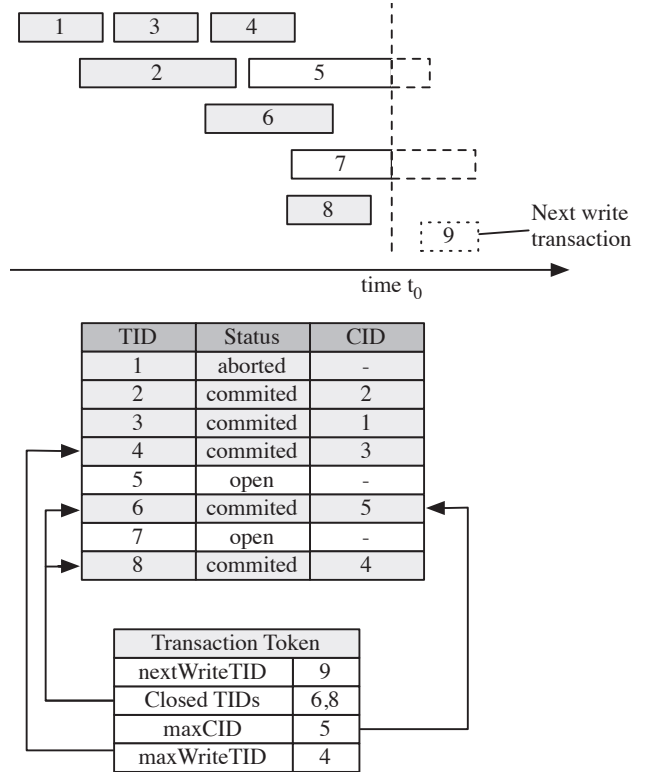 1 3 4
2 5
6
7
8
Next write
transaction
9
time t0
TID Status CID
1 aborted -
2 commited 2
3 commited 1
4 commited 3
5 open -
6 commited 5
7 open -
8 commited 4
Transaction Token
nextWriteTID 9
Closed TIDs 6,8
maxCID 5
maxWriteTID 4